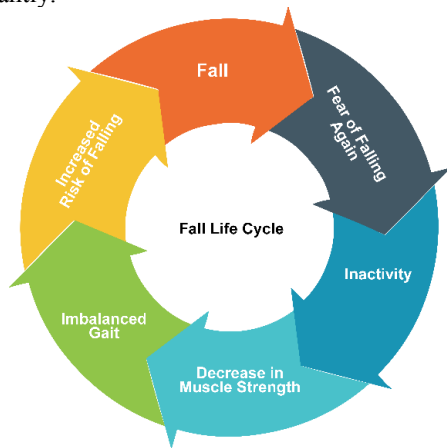 Fall
Fear of Falling
Again
Inactivity
Decrease in
Muscle Strength
Imbalanced
Gait
Increased
Risk of Falling
Fall Life Cycle